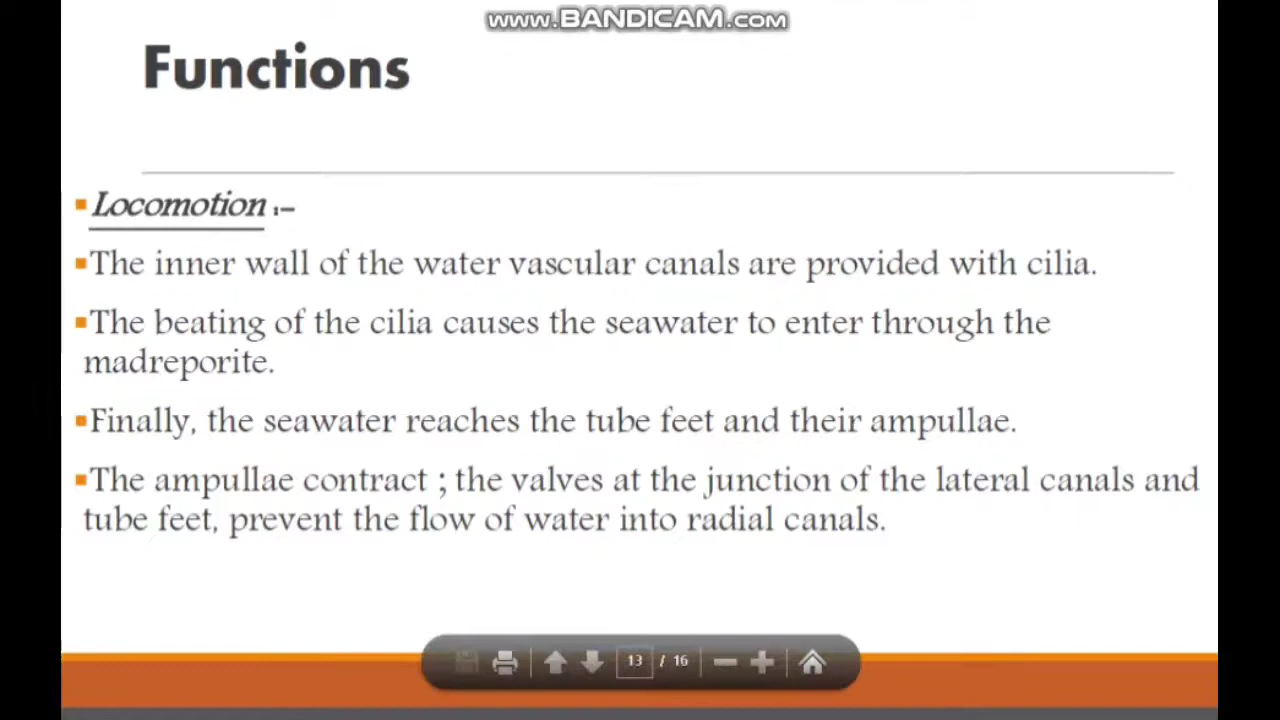 www.BANDICAM.com
Functions
Locomotion :–
The inner wall of the water vascular canals are provided with cilia.
The beating of the cilia causes the seawater to enter through the
madreporite.
Finally, the seawater reaches the tube feet and their ampullae.
The ampullae contract ; the valves at the junction of the lateral canals and
tube feet, prevent the flow of water into radial canals.
13 / 16